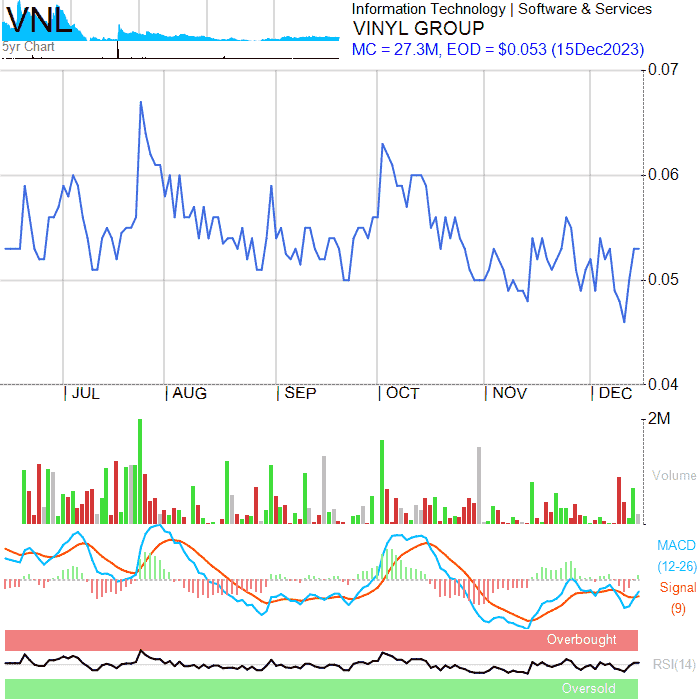 VNL
5yr Chart
Information Technology | Software & Services
VINYL GROUP
MC = 27.3M, EOD = $0.053 (15Dec2023)
0.07
0.06
0.05
0.04
JUL AUG SEP OCT NOV DEC
2M
Volume
MACD
(12-26)
Signal
(9)
Overbought
RSI(14)
Oversold